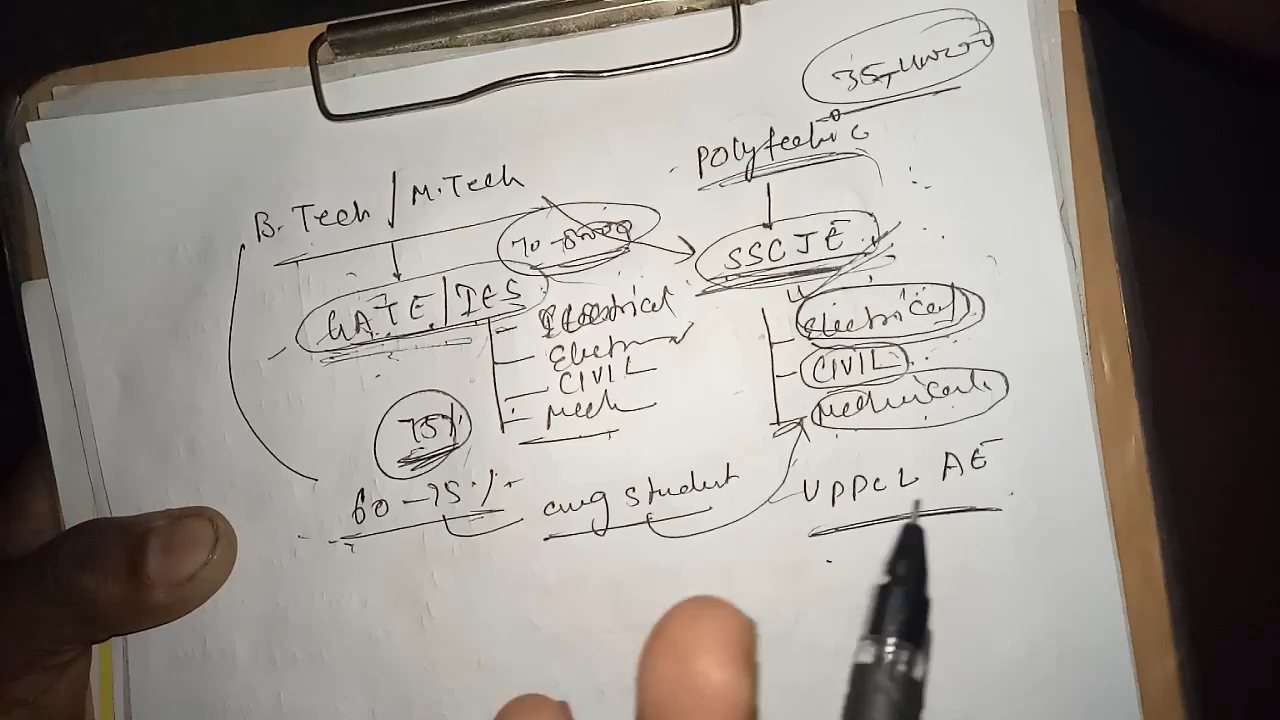 polytechnic
B. Tech / M. Tech
SSC JE
GATE / IES
Electrical
CIVIL
Mech
electrical
CIVIL
Mechanical
75%
60-75%
avg student
UPPCL AE